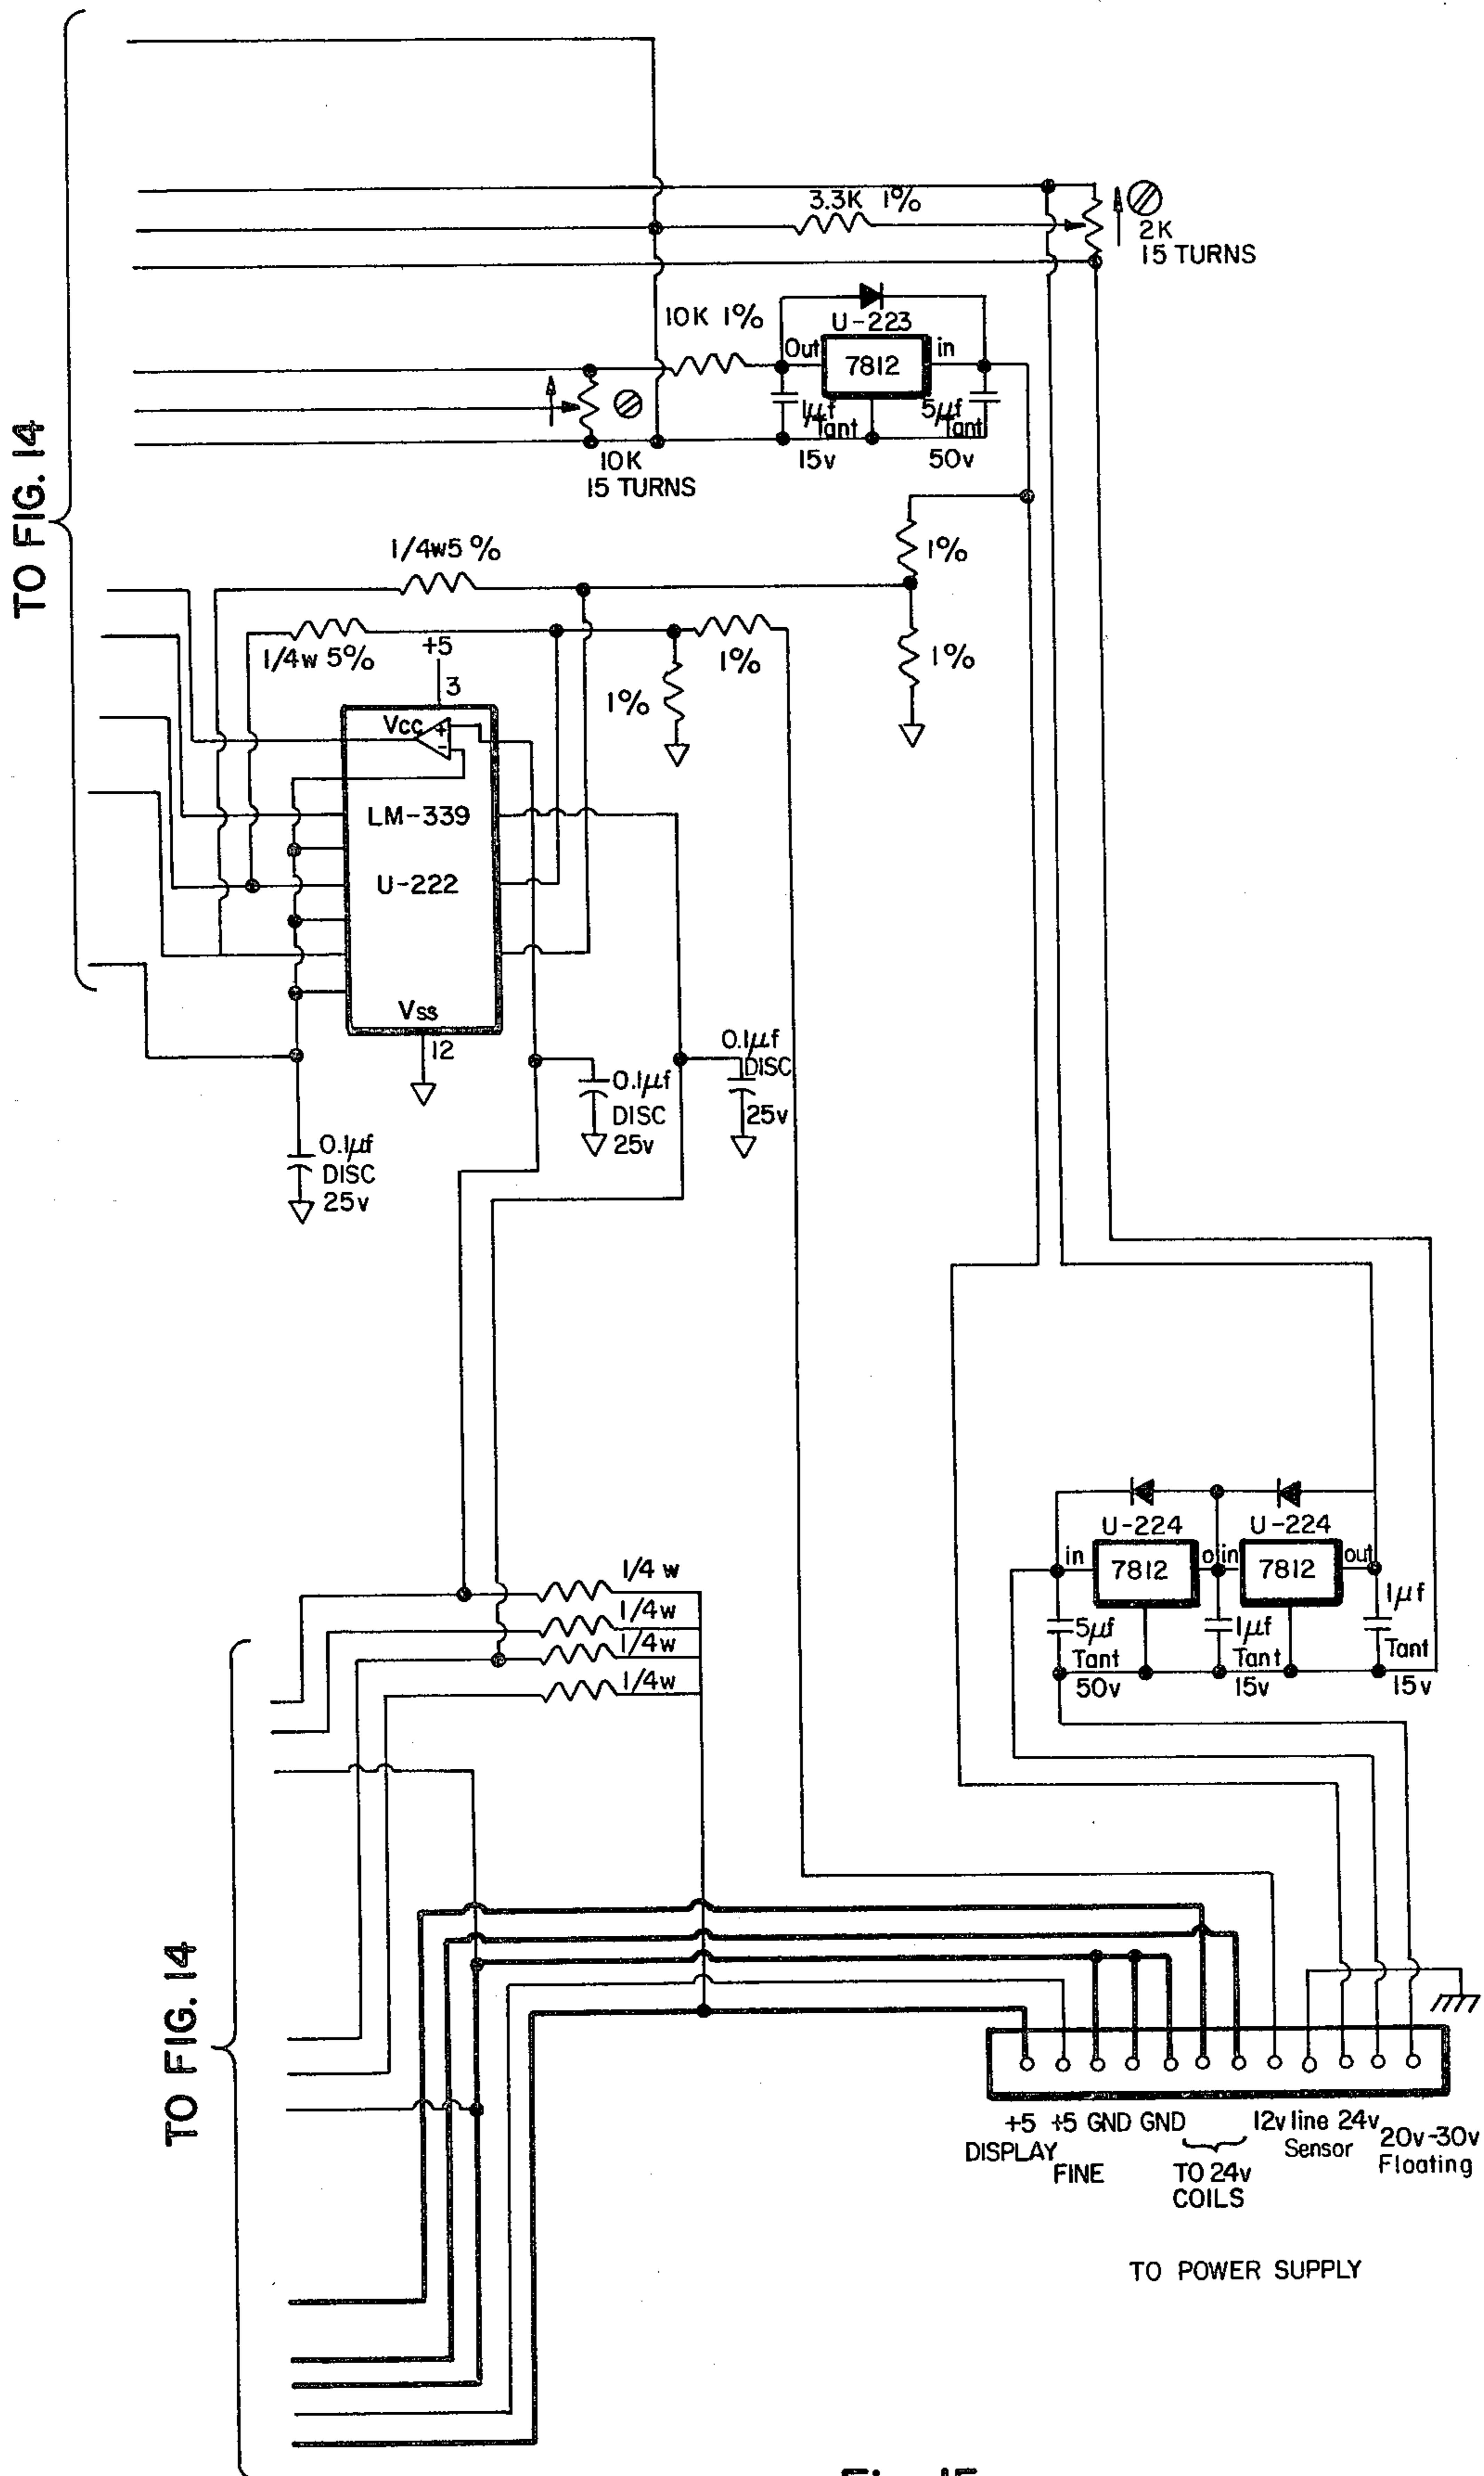 TO FIG. 14
3.3K 1%
2K
15 TURNS
10K 1%
U-223
Out
7812
in
1µf
Tant
15v
5µf
Tant
50v
10K
15 TURNS
1/4w5 %
1%
1%
1/4w 5%
+5
3
1%
1%
Vcc
+
-
LM-339
U-222
Vss
12
0.1µf
DISC
25v
0.1µf
DISC
25v
0.1µf
DISC
25v
U-224
U-224
in
7812
o
in
7812
out
5µf
Tant
50v
1µf
Tant
15v
1µf
Tant
15v
1/4 w
1/4w
1/4w
1/4w
TO FIG. 14
+5 +5 GND GND
DISPLAY
FINE
TO 24v
COILS
12v line 24v
Sensor
20v-30v
Floating
TO POWER SUPPLY